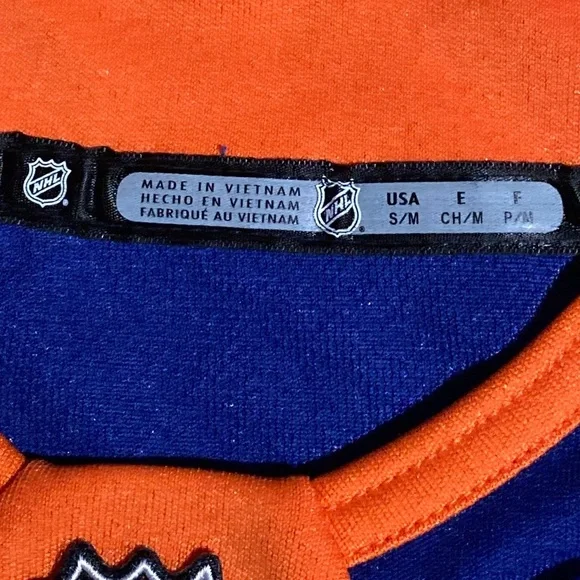 NHL
MADE IN VIETNAM
HECHO EN VIETNAM
FABRIQUÉ AU VIETNAM
NHL
USA E F
S/M CH/M P/M